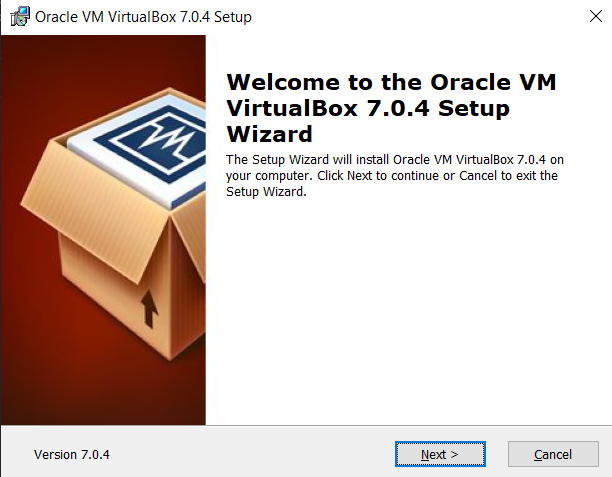 Oracle VM VirtualBox 7.0.4 Setup
Welcome to the Oracle VM
VirtualBox 7.0.4 Setup
Wizard
The Setup Wizard will install Oracle VM VirtualBox 7.0.4 on
your computer. Click Next to continue or Cancel to exit the
Setup Wizard.
Version 7.0.4
Next >
Cancel